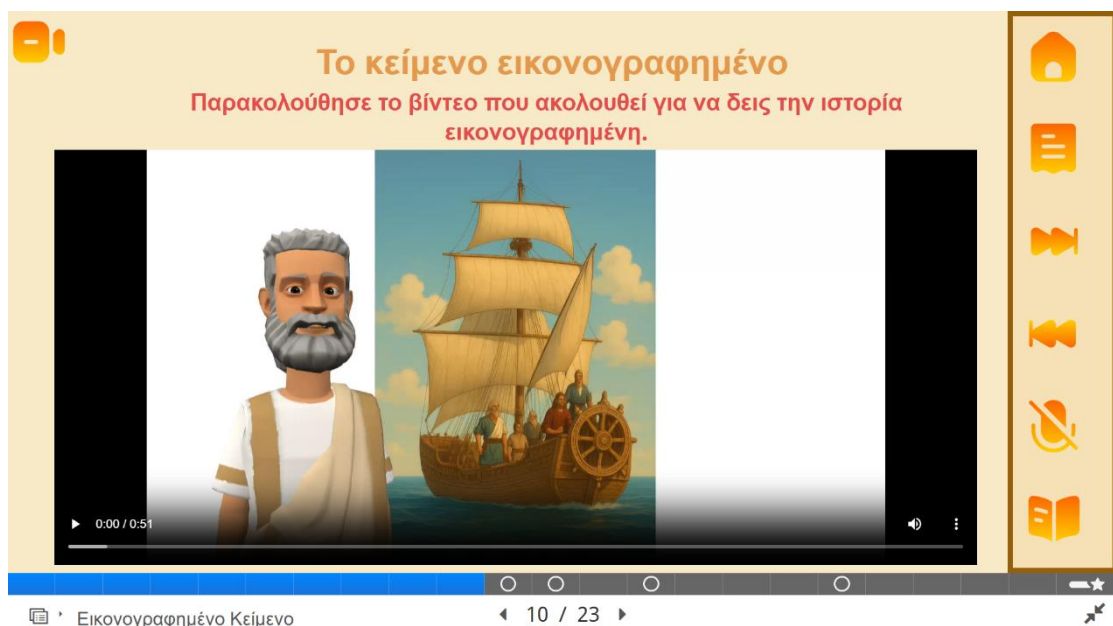 Το κείμενο εικονογραφημένο
Παρακολούθησε το βίντεο που ακολουθεί για να δεις την ιστορία
εικονογραφημένη.
0:00 / 0:51
Εικονογραφημένο Κείμενο
10 / 23